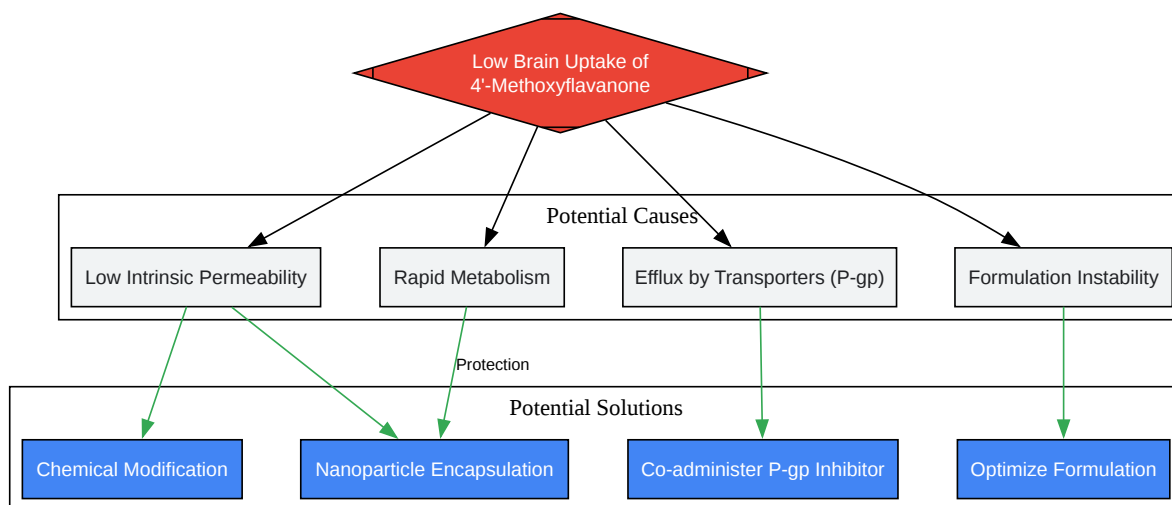 Low Brain Uptake of
4'-Methoxyflavanone
Potential Causes
Low Intrinsic Permeability
Rapid Metabolism
Efflux by Transporters (P-gp)
Formulation Instability
Protection
Potential Solutions
Chemical Modification
Nanoparticle Encapsulation
Co-administer P-gp Inhibitor
Optimize Formulation